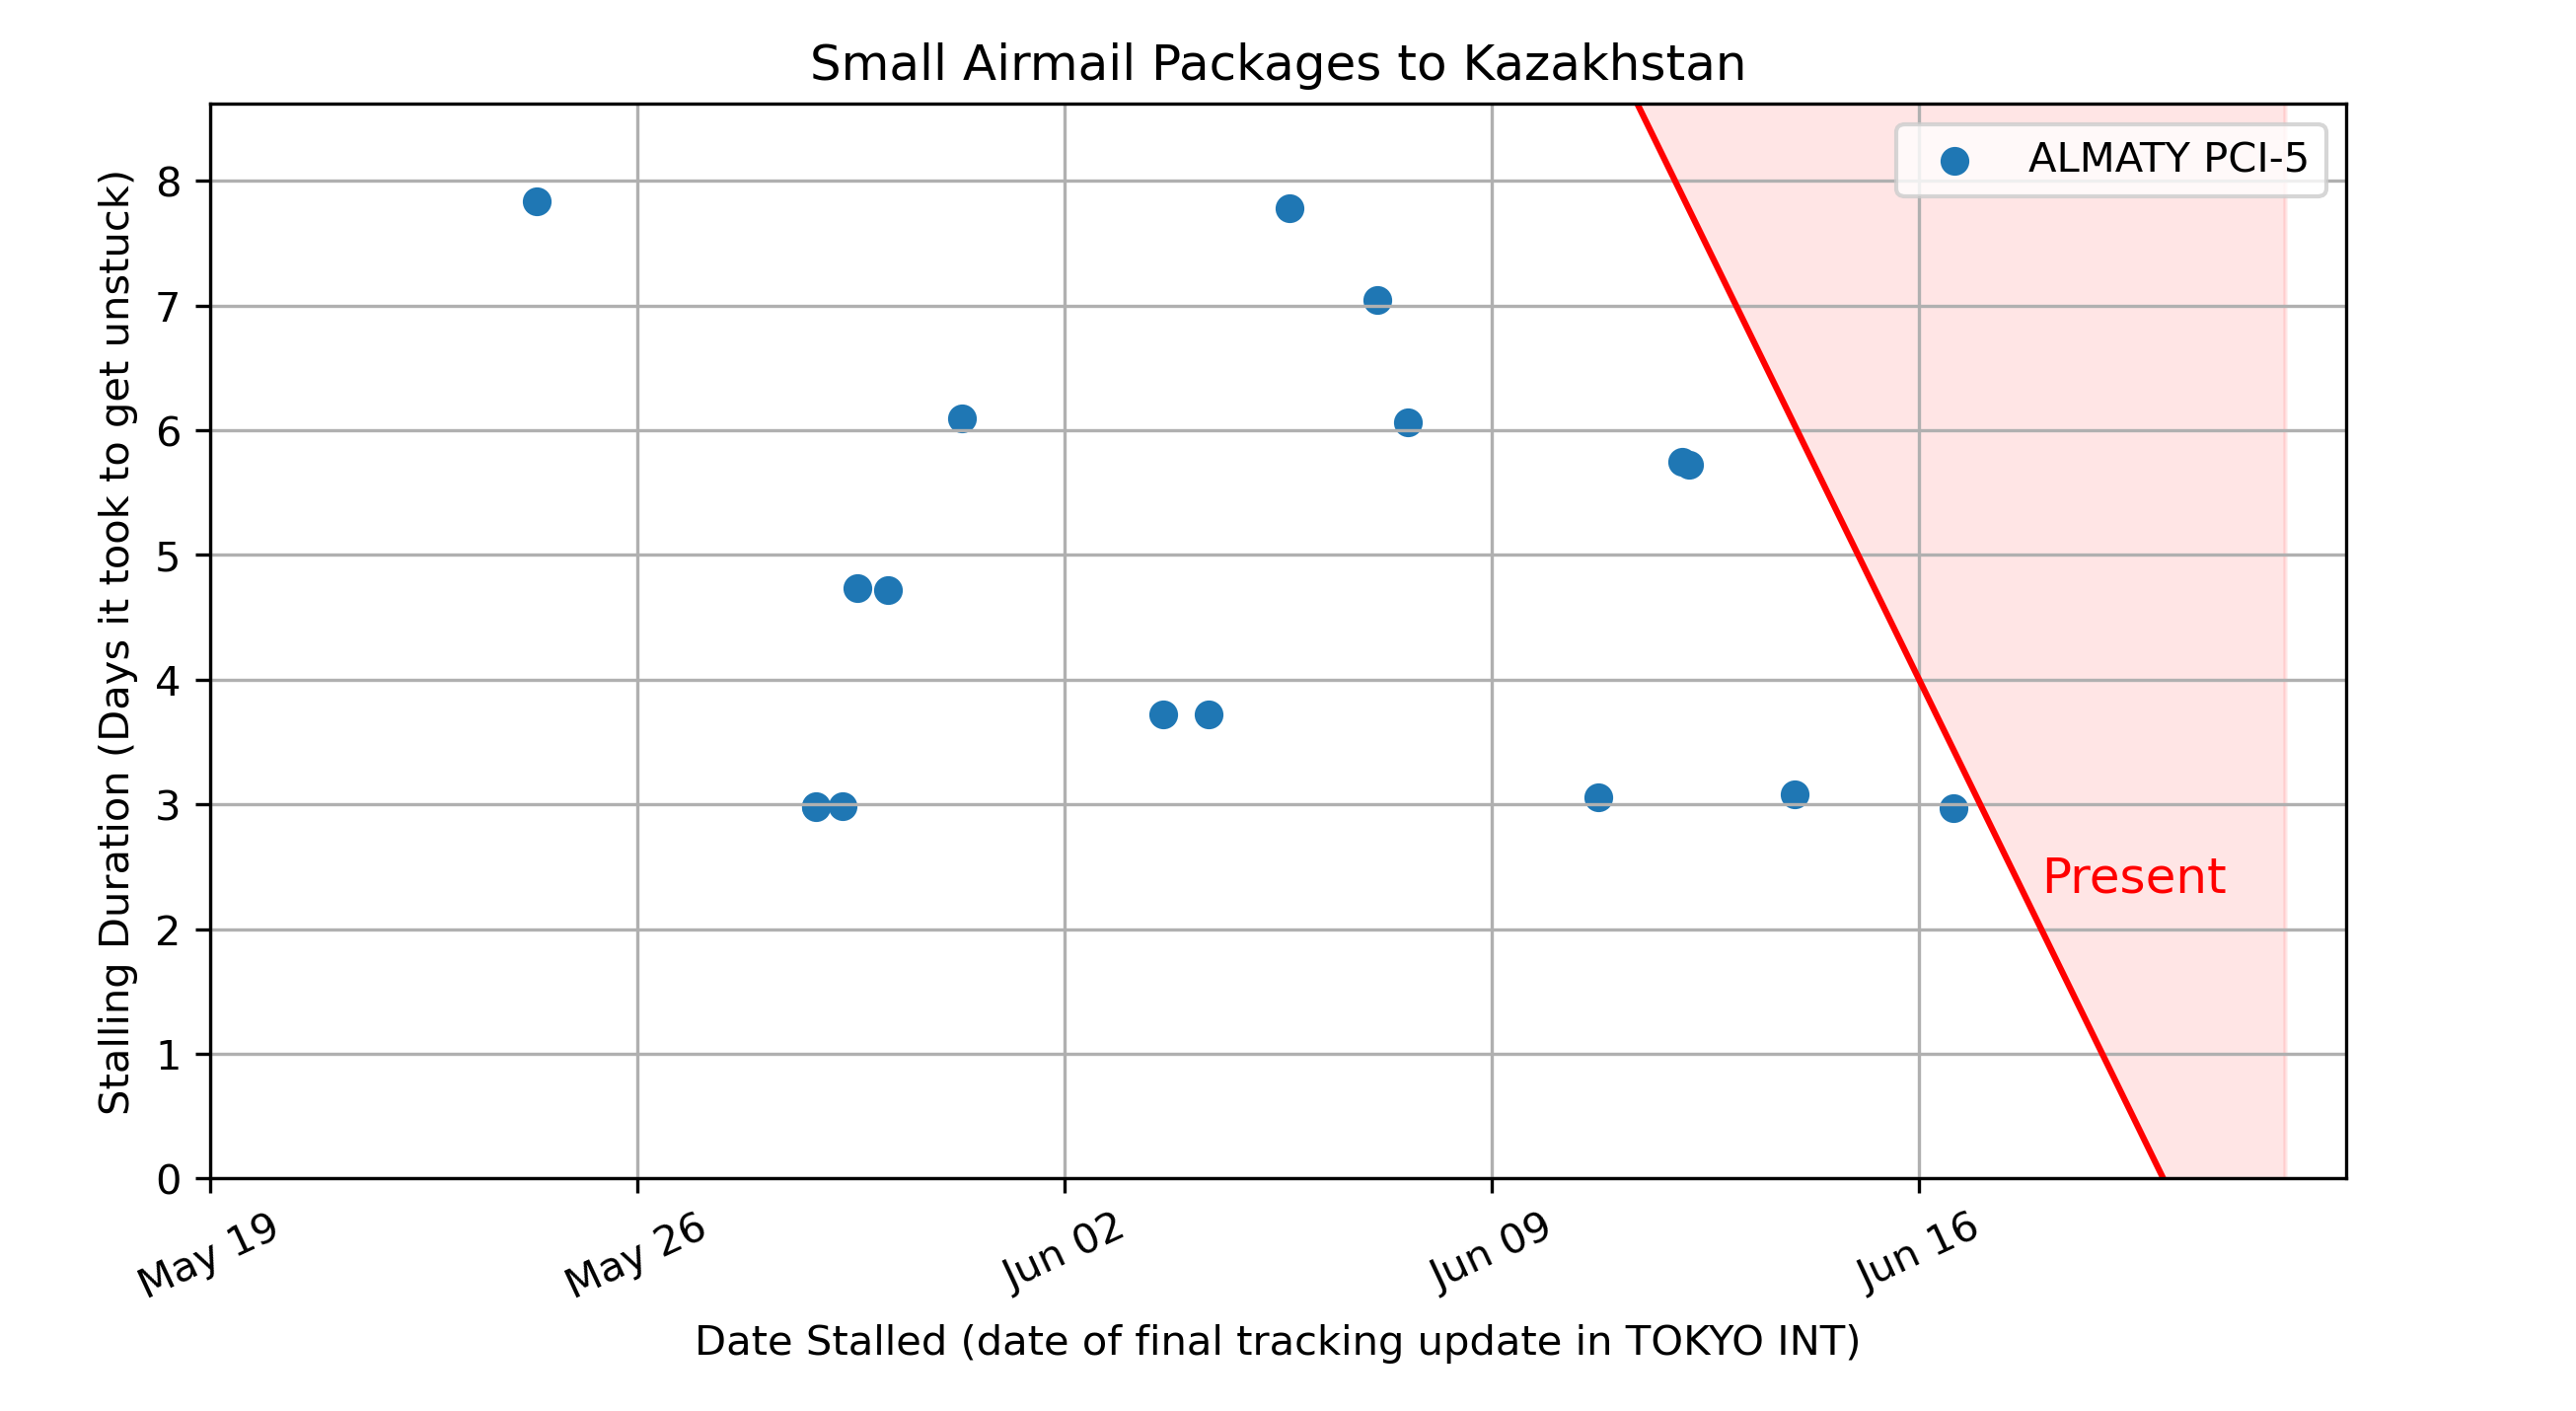 Small Airmail Packages to Kazakhstan
ALMATY PCI-5
Stalling Duration (Days it took to get unstuck)
8
7
6
5
4
3
2
1
0
Present
May 19
May 26
Jun 02
Jun 09
Jun 16
Date Stalled (date of final tracking update in TOKYO INT)